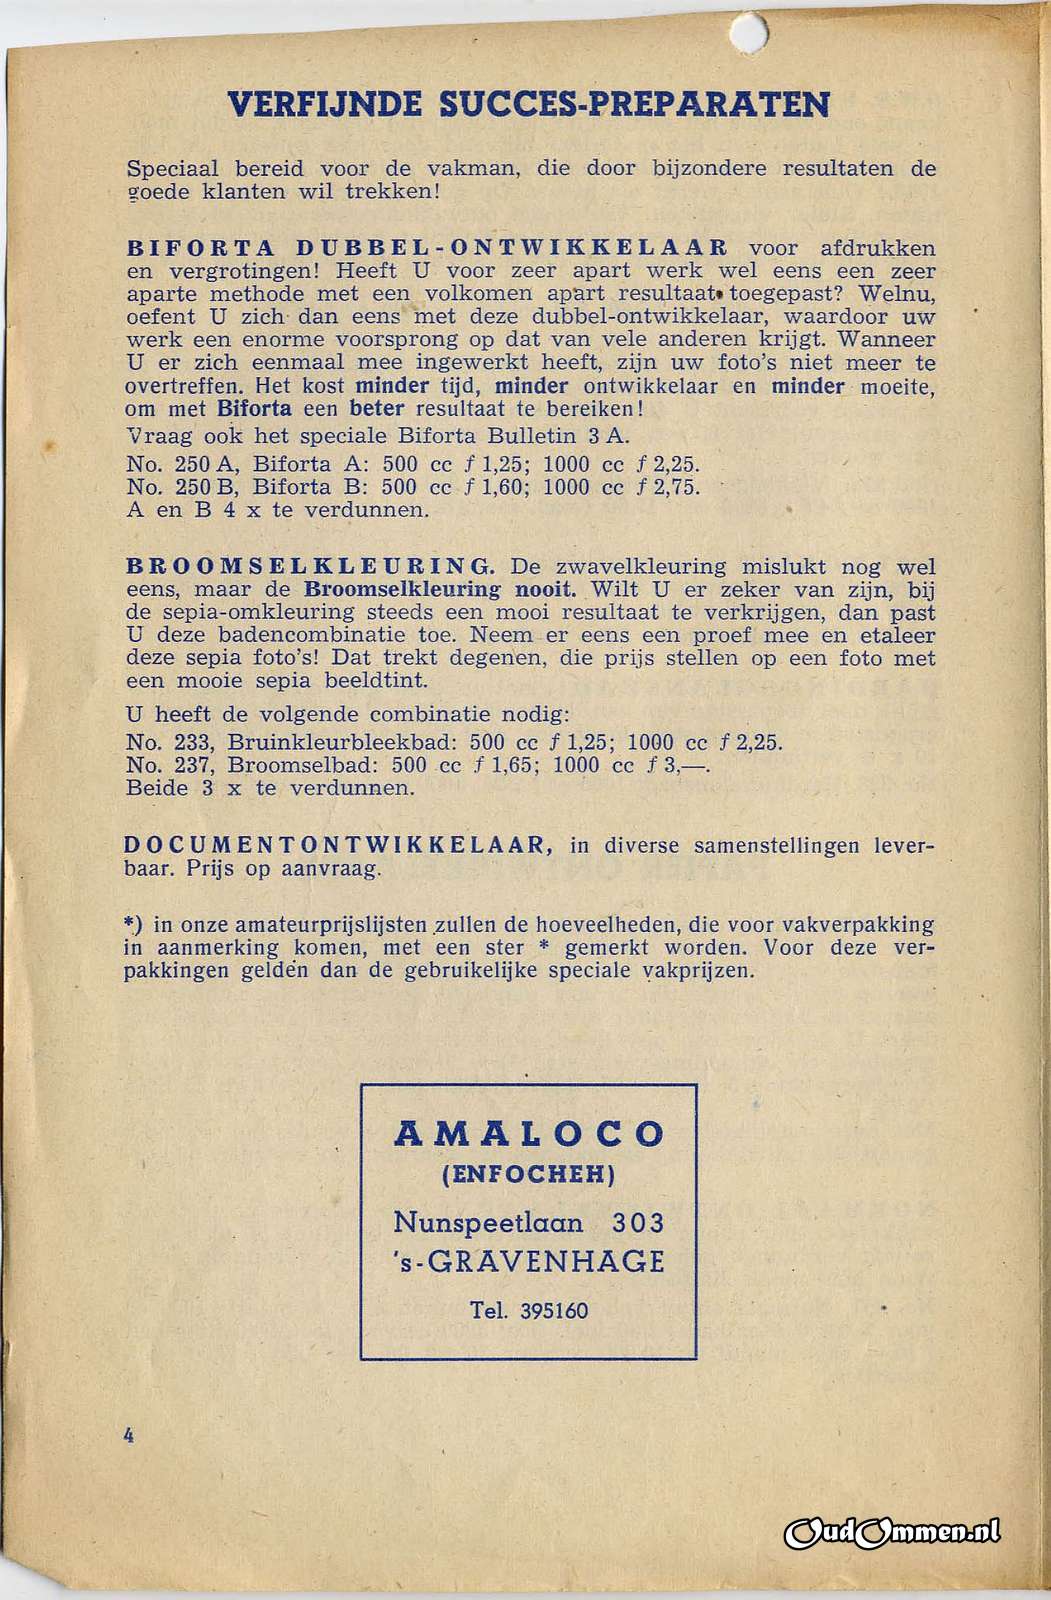 VERFIJNDE SUCCES-PREPARATEN
Speciaal bereid voor de vakman, die door bijzondere resultaten de
goede klanten wil trekken!
BIFORTA DUBBEL-ONTWIKKELAAR voor afdrukken
en vergrotingen! Heeft U voor zeer apart werk wel eens een zeer
aparte methode met een volkomen apart resultaat toegepast? Welnu,
oefent U zich dan eens met deze dubbel-ontwikkelaar, waardoor uw
werk een enorme voorsprong op dat van vele anderen krijgt. Wanneer
U er zich eenmaal mee ingewerkt heeft, zijn uw foto's niet meer te
overtreffen. Het kost minder tijd, minder ontwikkelaar en minder moeite,
om met Biforta een beter resultaat te bereiken!
Vraag ook het speciale Biforta Bulletin 3 A.
No. 250 A, Biforta A: 500 cc f 1,25; 1000 cc f 2,25.
No. 250 B, Biforta B: 500 cc f 1,60; 1000 cc f 2,75.
A en B 4 x te verdunnen.
BROOMSELKLEURING. De zwavelkleuring mislukt nog wel
eens, maar de Broomselkleuring nooit. Wilt U er zeker van zijn, bij
de sepia-omkleuring steeds een mooi resultaat te verkrijgen, dan past
U deze badencombinatie toe. Neem er eens een proef mee en etaleer
deze sepia foto's! Dat trekt degenen, die prijs stellen op een foto met
een mooie sepia beeldtint.
U heeft de volgende combinatie nodig:
No. 233, Bruinkleurbleekbad: 500 cc f 1,25; 1000 cc f 2,25.
No. 237, Broomselbad: 500 cc f 1,65; 1000 cc f 3,—.
Beide 3 x te verdunnen.
DOCUMENTONTWIKKELAAR, in diverse samenstellingen lever-
baar. Prijs op aanvraag.
*) in onze amateurprijslijsten zullen de hoeveelheden, die voor vakverpakking
in aanmerking komen, met een ster * gemerkt worden. Voor deze ver-
pakkingen gelden dan de gebruikelijke speciale vakprijzen.
AMALOCO
(ENFOCHEH)
Nunspeetlaan 303
's-GRAVENHAGE
Tel. 395160
4
OudOmmen.nl